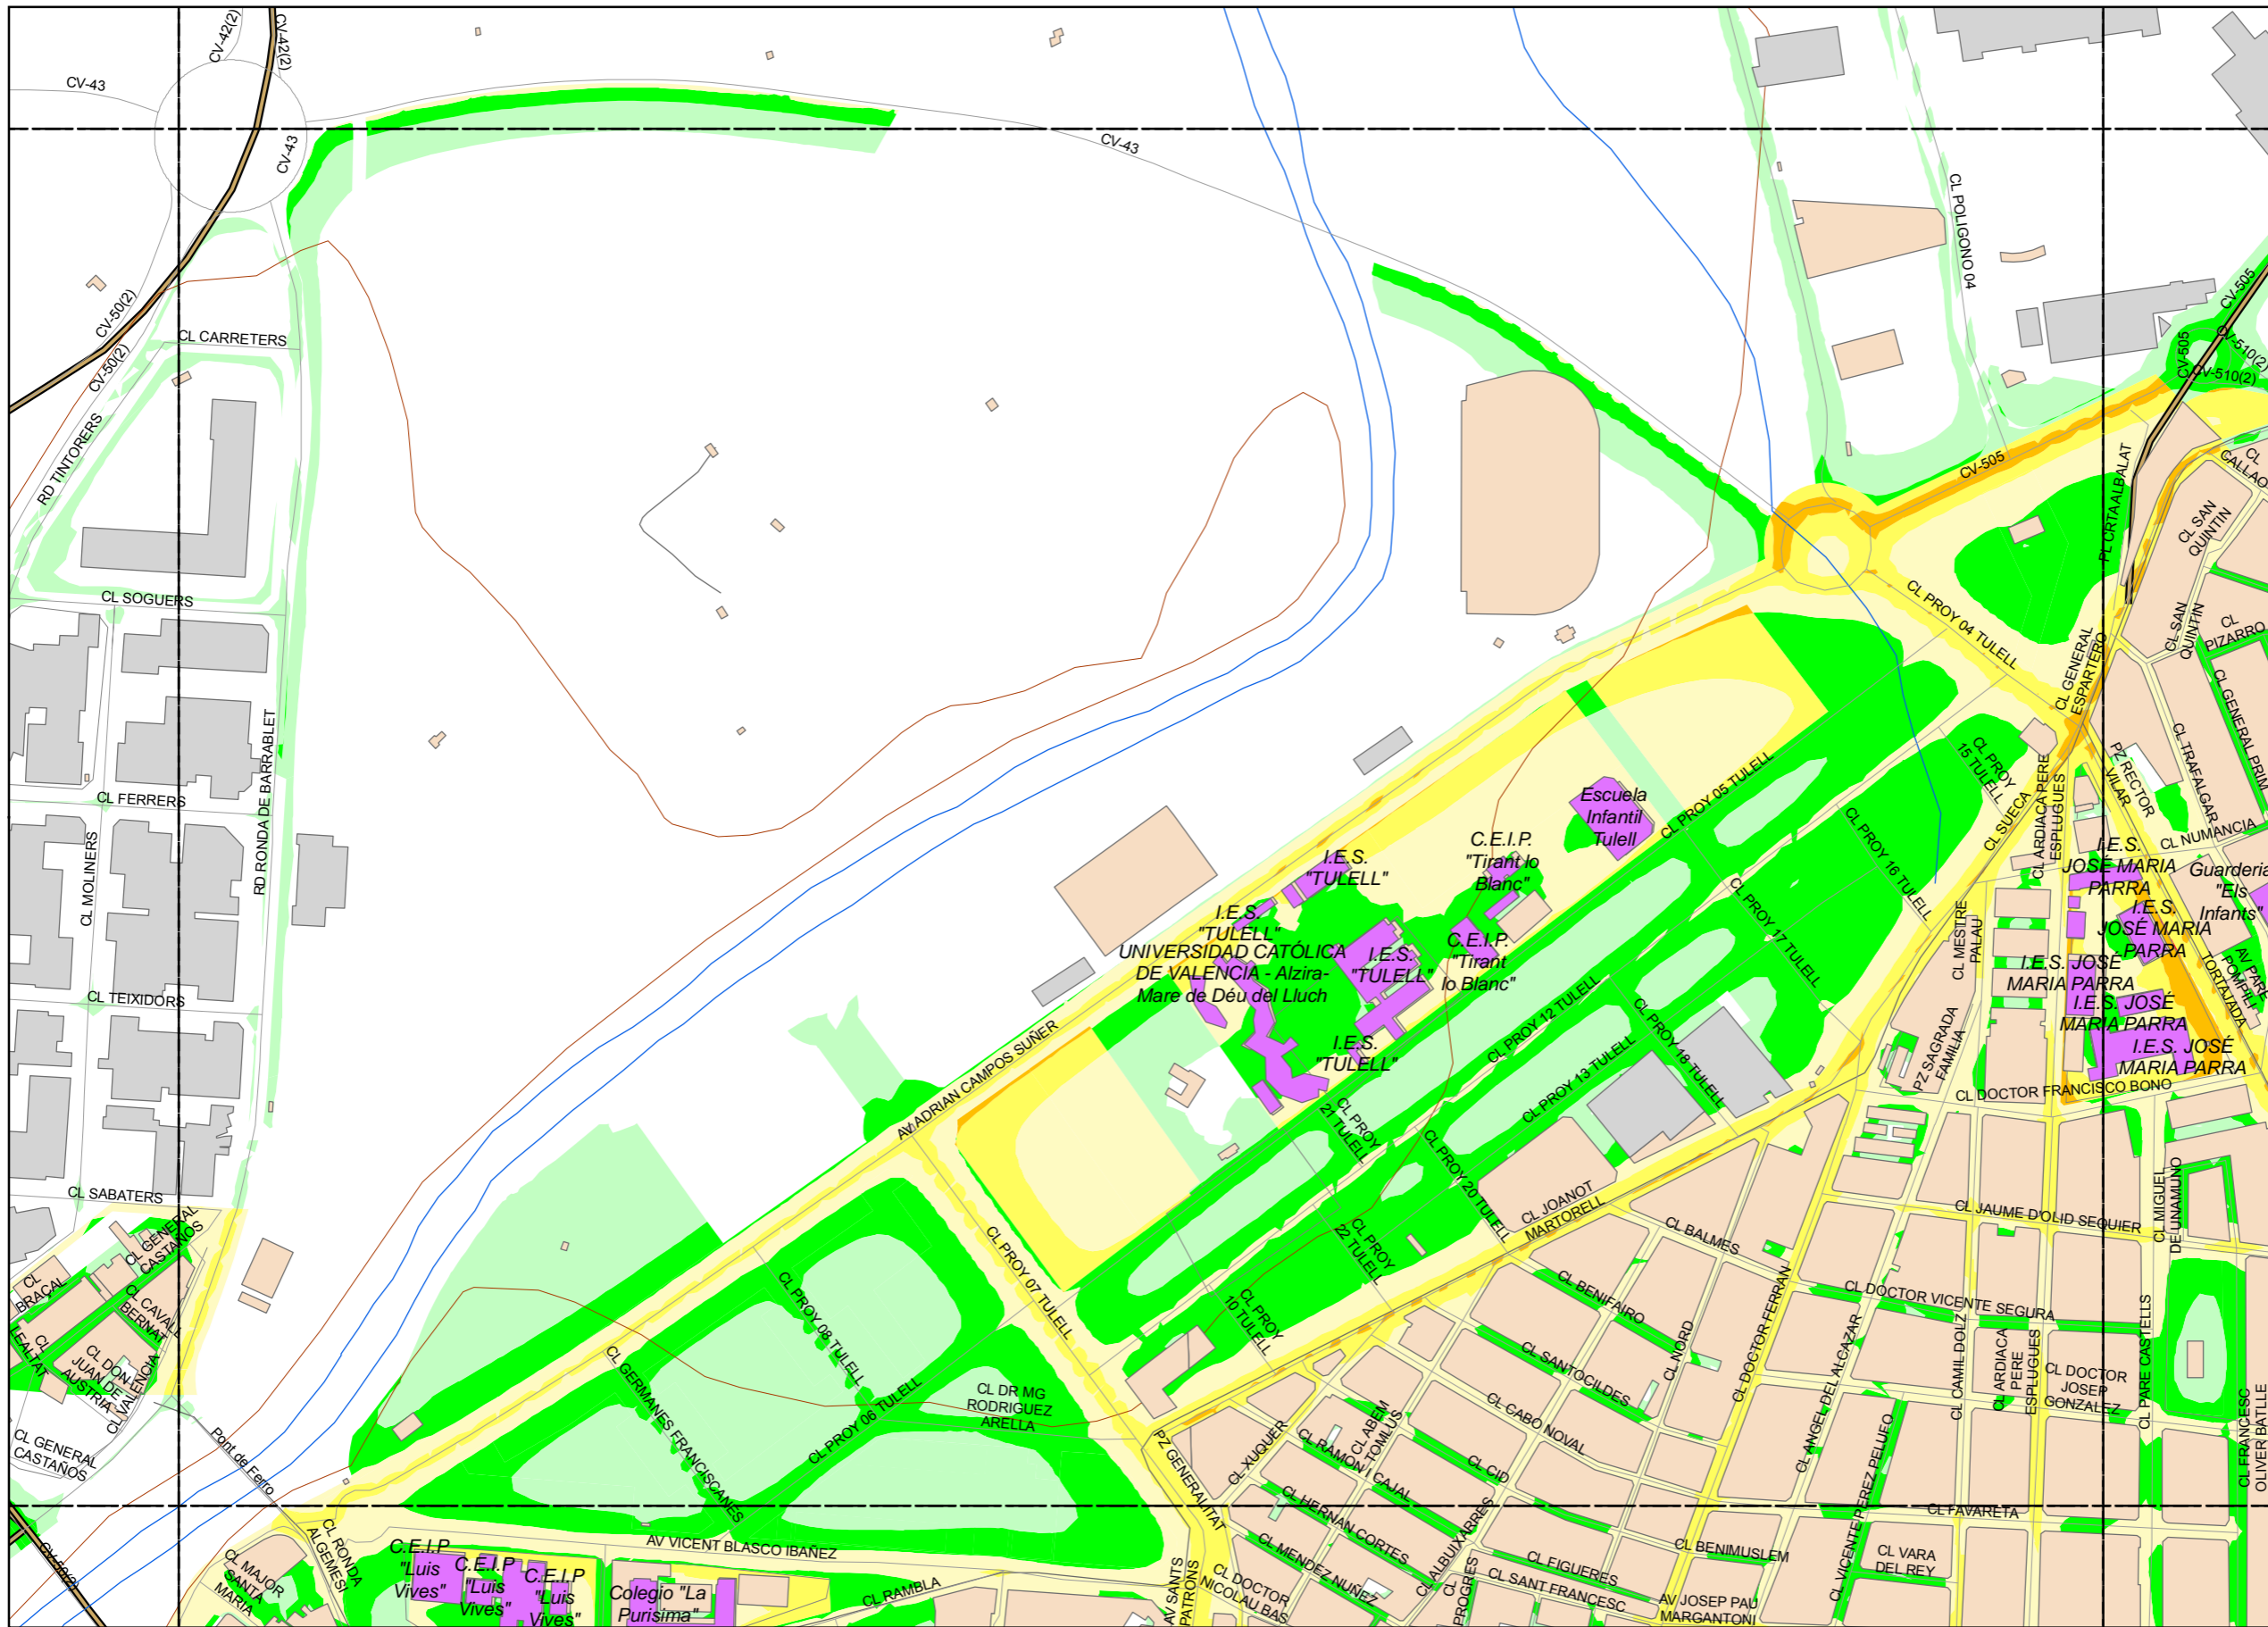 CV-42(2)
CV-42(2)
CV-43
CV-43
CV-43
CL POLIGONO 04
CV-50(2)
CV-50(2)
CL CARRETERS
CV-505
CV-505
CV-510(2)
CV-510(2)
RD TINTORERS
CV-505
PL CRTA ALBALAT
CL
CALLAO
CL SAN
QUINTIN
CL SOGUERS
CL PROY 04 TULELL
CL SAN
QUINTIN
CL
PIZARRO
CL GENERAL
ESPARTERO
CL GENERAL PRIM
CL TRAFALGAR
RD RONDA DE BARRABLET
CL PROY
15 TULELL
PZ RECTOR
VILAR
CL FERRERS
Escuela
Infantil
Tulell
CL PROY 05 TULELL
CL SUECA
CL ARDIACA PERE
ESPLUGUES
CL NUMANCIA
CL MOLINERS
I.E.S.
"TULELL"
C.E.I.P.
"Tirant lo
Blanc"
CL PROY 16 TULELL
CL PROY 17 TULELL
I.E.S.
JOSÉ MARIA
PARRA
Guarderia
"Els
Infants"
I.E.S.
"TULELL"
I.E.S.
JOSÉ MARIA
PARRA
UNIVERSIDAD CATÓLICA
DE VALENCIA - Alzira-
Mare de Déu del Lluch
I.E.S.
"TULELL"
C.E.I.P.
"Tirant
lo Blanc"
CL MESTRE
PALAU
I.E.S. JOSÉ
MARIA PARRA
TORTAJADA
AV PARE
POMPILI
CL TEIXIDORS
CL PROY 12 TULELL
CL PROY 18 TULELL
I.E.S. JOSÉ
MARIA PARRA
I.E.S.
"TULELL"
CL PROY 13 TULELL
PZ SAGRADA
FAMILIA
I.E.S. JOSÉ
MARIA PARRA
AV ADRIAN CAMPOS SUÑER
CL DOCTOR FRANCISCO BONO
CL PROY
21 TULELL
CL PROY 20 TULELL
CL SABATERS
CL JOANOT
MARTORELL
CL MIGUEL
DE UNAMUNO
CL JAUME D'OLID SEQUIER
CL GENERAL
CASTAÑOS
CL PROY 07 TULELL
CL PROY
22 TULELL
CL BALMES
CL
BRAÇAL
CL CAVALL
BERNAT
CL PROY 08 TULELL
CL PROY
10 TULELL
CL BENIFAIRO
CL DOCTOR FERRAN
CL DOCTOR VICENTE SEGURA
CL
LEALTAT
CL DON
JUAN DE
AUSTRIA
CL VALENCIA
CL GERMANES FRANCISCANES
CL PROY 06 TULELL
CL DR MG
RODRIGUEZ
ARELLA
CL SANTOCILDES
CL NORD
CL ANGEL DEL ALCAZAR
CL CAMIL DOLZ
CL ARDIACA
PERE
ESPLUGUES
CL DOCTOR
JOSEP
GONZALEZ
CL PARE CASTELLS
CL FRANCESC
OLIVER BATLLE
CL GENERAL
CASTAÑOS
Pont de Ferro
PZ GENERALITAT
CL XUQUER
CL ABEM
TOMLUS
CL CABO NOVAL
CL RAMON I CAJAL
CL CID
CL VICENTE PEREZ PELUFO
CL FAVARETA
CL HERNAN CORTES
CV-50(2)
CL RONDA
ALGEMESI
AV VICENT BLASCO IBAÑEZ
CL MENDEZ NUÑEZ
CL ALBUIXARRES
CL BENIMUSLEM
CL VARA
DEL REY
CL MAJOR
SANTA
MARIA
C.E.I.P
"Luis
Vives"
C.E.I.P
"Luis
Vives"
C.E.I.P
"Luis
Vives"
Colegio "La
Purisima"
CL RAMBLA
AV SANTS
PATRONS
CL DOCTOR
NICOLAU BAS
CL
PROGRES
CL FIGUERES
CL SANT FRANCESC
AV JOSEP PAU
MARGANTONI